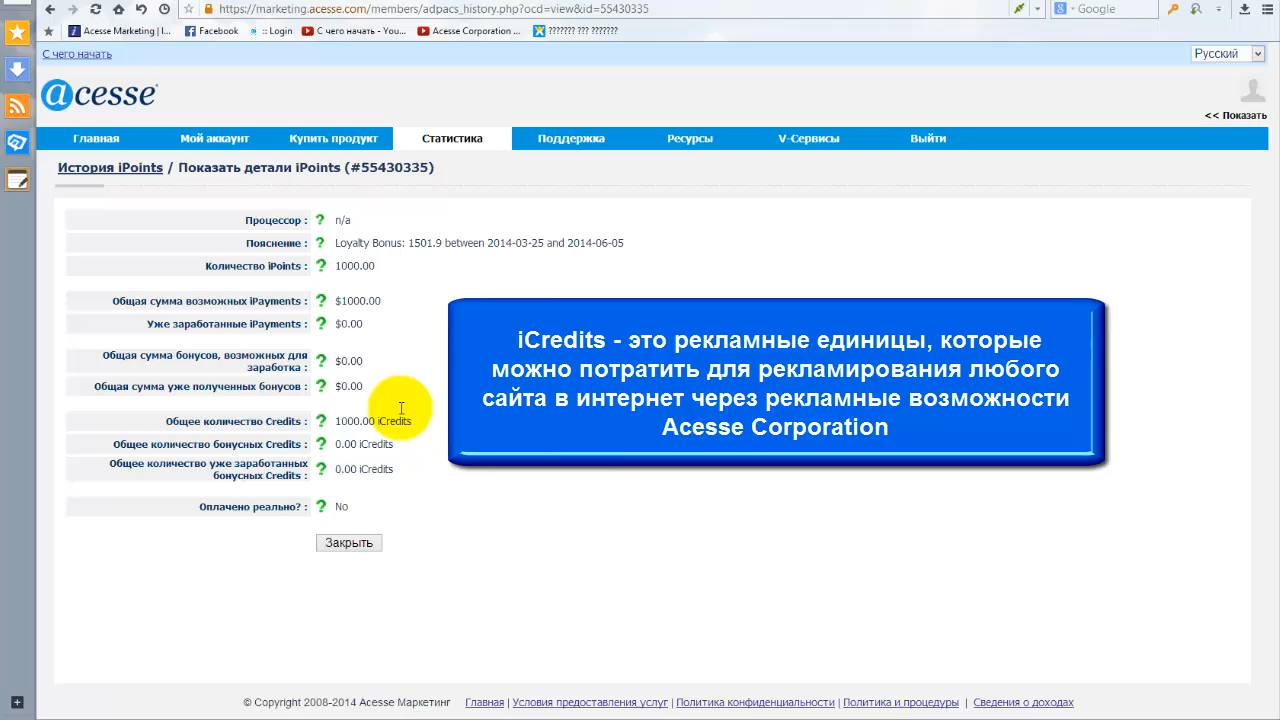 https://marketing.acesse.com/members/adpacs_history.php?ocd=view&id=55430335
Google
Acesse Marketing | I...
Facebook
:: Login
С чего начать - You...
Acesse Corporation ...
??????? ??? ???????
С чего начать
Русский
acesse
<< Показать
Главная
Мой аккаунт
Купить продукт
Статистика
Поддержка
Ресурсы
V-Сервисы
Выйти
История iPoints / Показать детали iPoints (#55430335)
Процессор : ? n/a
Пояснение : ? Loyalty Bonus: 1501.9 between 2014-03-25 and 2014-06-05
Количество iPoints : ? 1000.00
Общая сумма возможных iPayments : ? $1000.00
Уже заработанные iPayments : ? $0.00
Общая сумма бонусов, возможных для
заработка : ? $0.00
Общая сумма уже полученных бонусов : ? $0.00
Общее количество Credits : ? 1000.00 iCredits
Общее количество бонусных Credits : ? 0.00 iCredits
Общее количество уже заработанных
бонусных Credits : ? 0.00 iCredits
Оплачено реально? : ? No
Закрыть
iCredits - это рекламные единицы, которые
можно потратить для рекламирования любого
сайта в интернет через рекламные возможности
Acesse Corporation
© Copyright 2008-2014 Acesse Маркетинг Главная | Условия предоставления услуг | Политика конфиденциальности | Политика и процедуры | Сведения о доходах